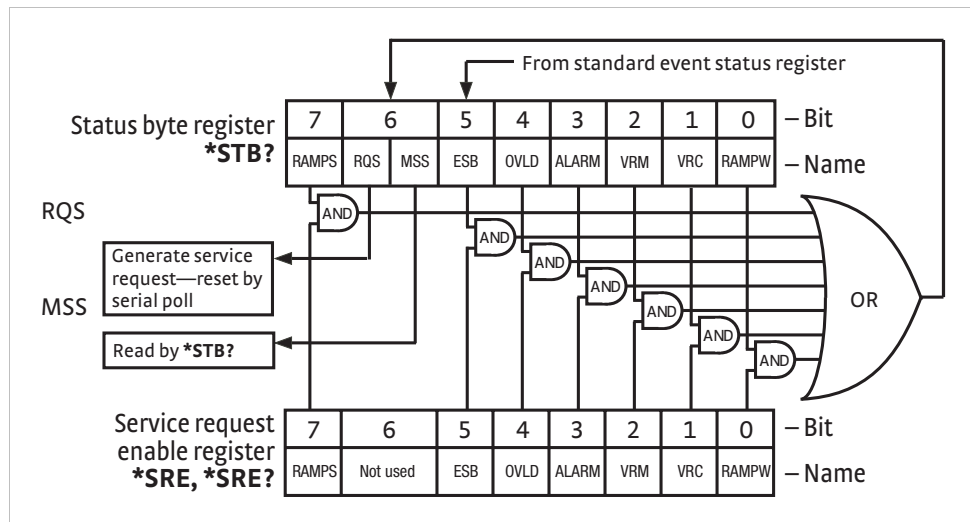 From standard event status register
Status byte register
*STB?
7 6 5 4 3 2 1 0 – Bit
RAMPS RQS MSS ESB OVLD ALARM VRM VRC RAMPW – Name
RQS
AND
AND
Generate service
request—reset by
serial poll
AND
AND
MSS
AND
OR
AND
Read by *STB?
AND
Service request
enable register
*SRE, *SRE?
7 6 5 4 3 2 1 0 – Bit
RAMPS Not used ESB OVLD ALARM VRM VRC RAMPW – Name